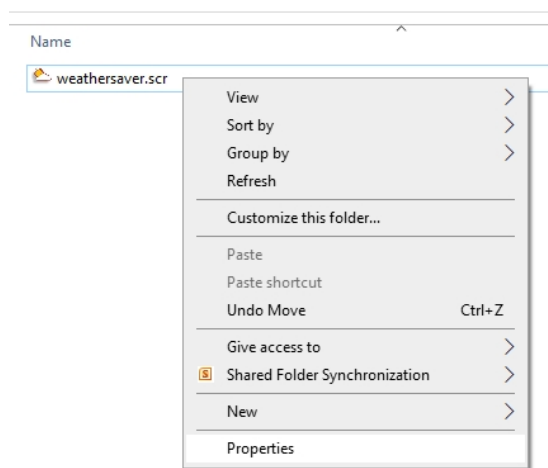 Name
weathersaver.scr
View
Sort by
Group by
Refresh
Customize this folder...
Paste
Paste shortcut
Undo Move Ctrl+Z
Give access to
S Shared Folder Synchronization
New
Properties